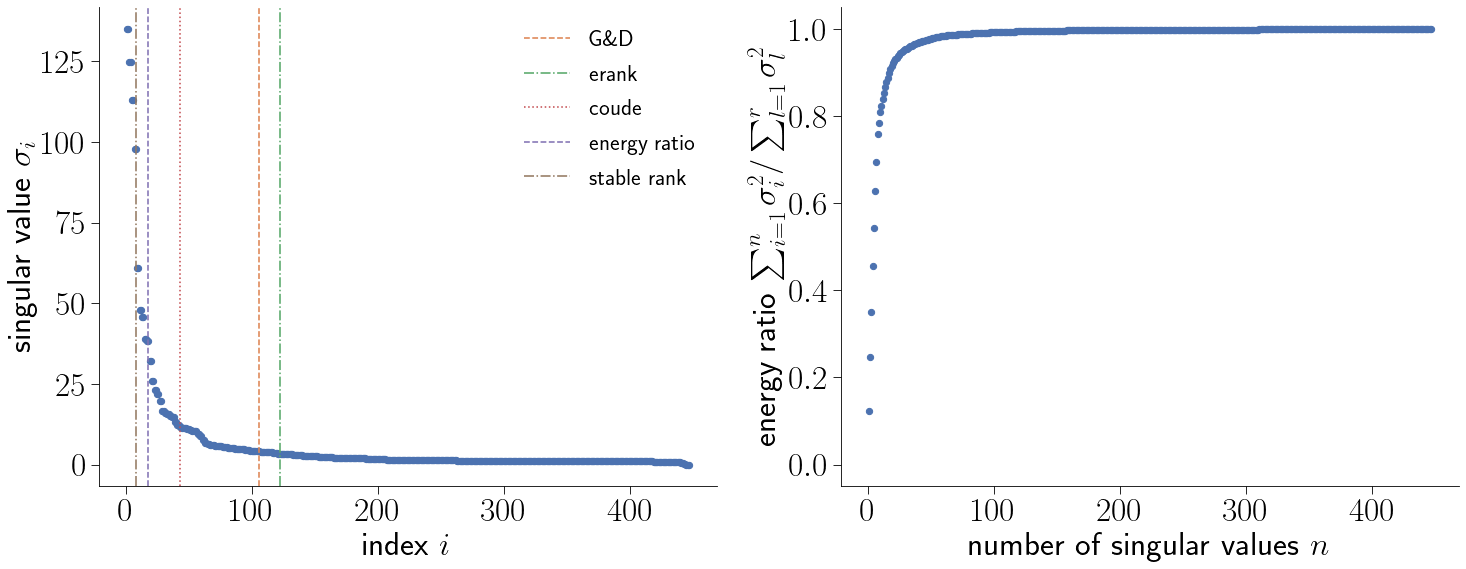 singular value σ_i
125
100
75
50
25
0
0 100 200 300 400
index i
G&D
erank
coude
energy ratio
stable rank
energy ratio ∑_{i=1}^{n} σ_i^2 / ∑_{l=1}^{r} σ_l^2
1.0
0.8
0.6
0.4
0.2
0.0
0 100 200 300 400
number of singular values n